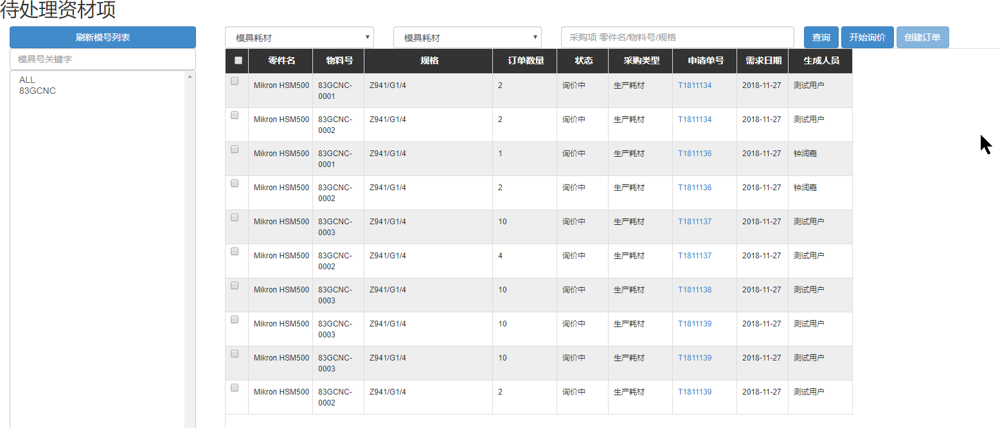 待处理资材项
刷新模号列表
模具号关键字
ALL
83GCNC
模具耗材 模具耗材 采购项 零件名/物料号/规格 查询 开始询价 创建订单
零件名 物料号 规格 订单数量 状态 采购类型 申请单号 需求日期 生成人员
Mikron HSM500 83GCNC- Z941/G1/4 2 询价中 生产耗材 T1811134 2018-11-27 测试用户
0001
Mikron HSM500 83GCNC- Z941/G1/4 2 询价中 生产耗材 T1811134 2018-11-27 测试用户
0002
Mikron HSM500 83GCNC- Z941/G1/4 1 询价中 生产耗材 T1811136 2018-11-27 钟润嘉
0001
Mikron HSM500 83GCNC- Z941/G1/4 2 询价中 生产耗材 T1811136 2018-11-27 钟润嘉
0002
Mikron HSM500 83GCNC- Z941/G1/4 10 询价中 生产耗材 T1811137 2018-11-27 测试用户
0003
Mikron HSM500 83GCNC- Z941/G1/4 4 询价中 生产耗材 T1811137 2018-11-27 测试用户
0002
Mikron HSM500 83GCNC- Z941/G1/4 10 询价中 生产耗材 T1811138 2018-11-27 测试用户
0003
Mikron HSM500 83GCNC- Z941/G1/4 10 询价中 生产耗材 T1811139 2018-11-27 测试用户
0003
Mikron HSM500 83GCNC- Z941/G1/4 10 询价中 生产耗材 T1811139 2018-11-27 测试用户
0003
Mikron HSM500 83GCNC- Z941/G1/4 2 询价中 生产耗材 T1811139 2018-11-27 测试用户
0002